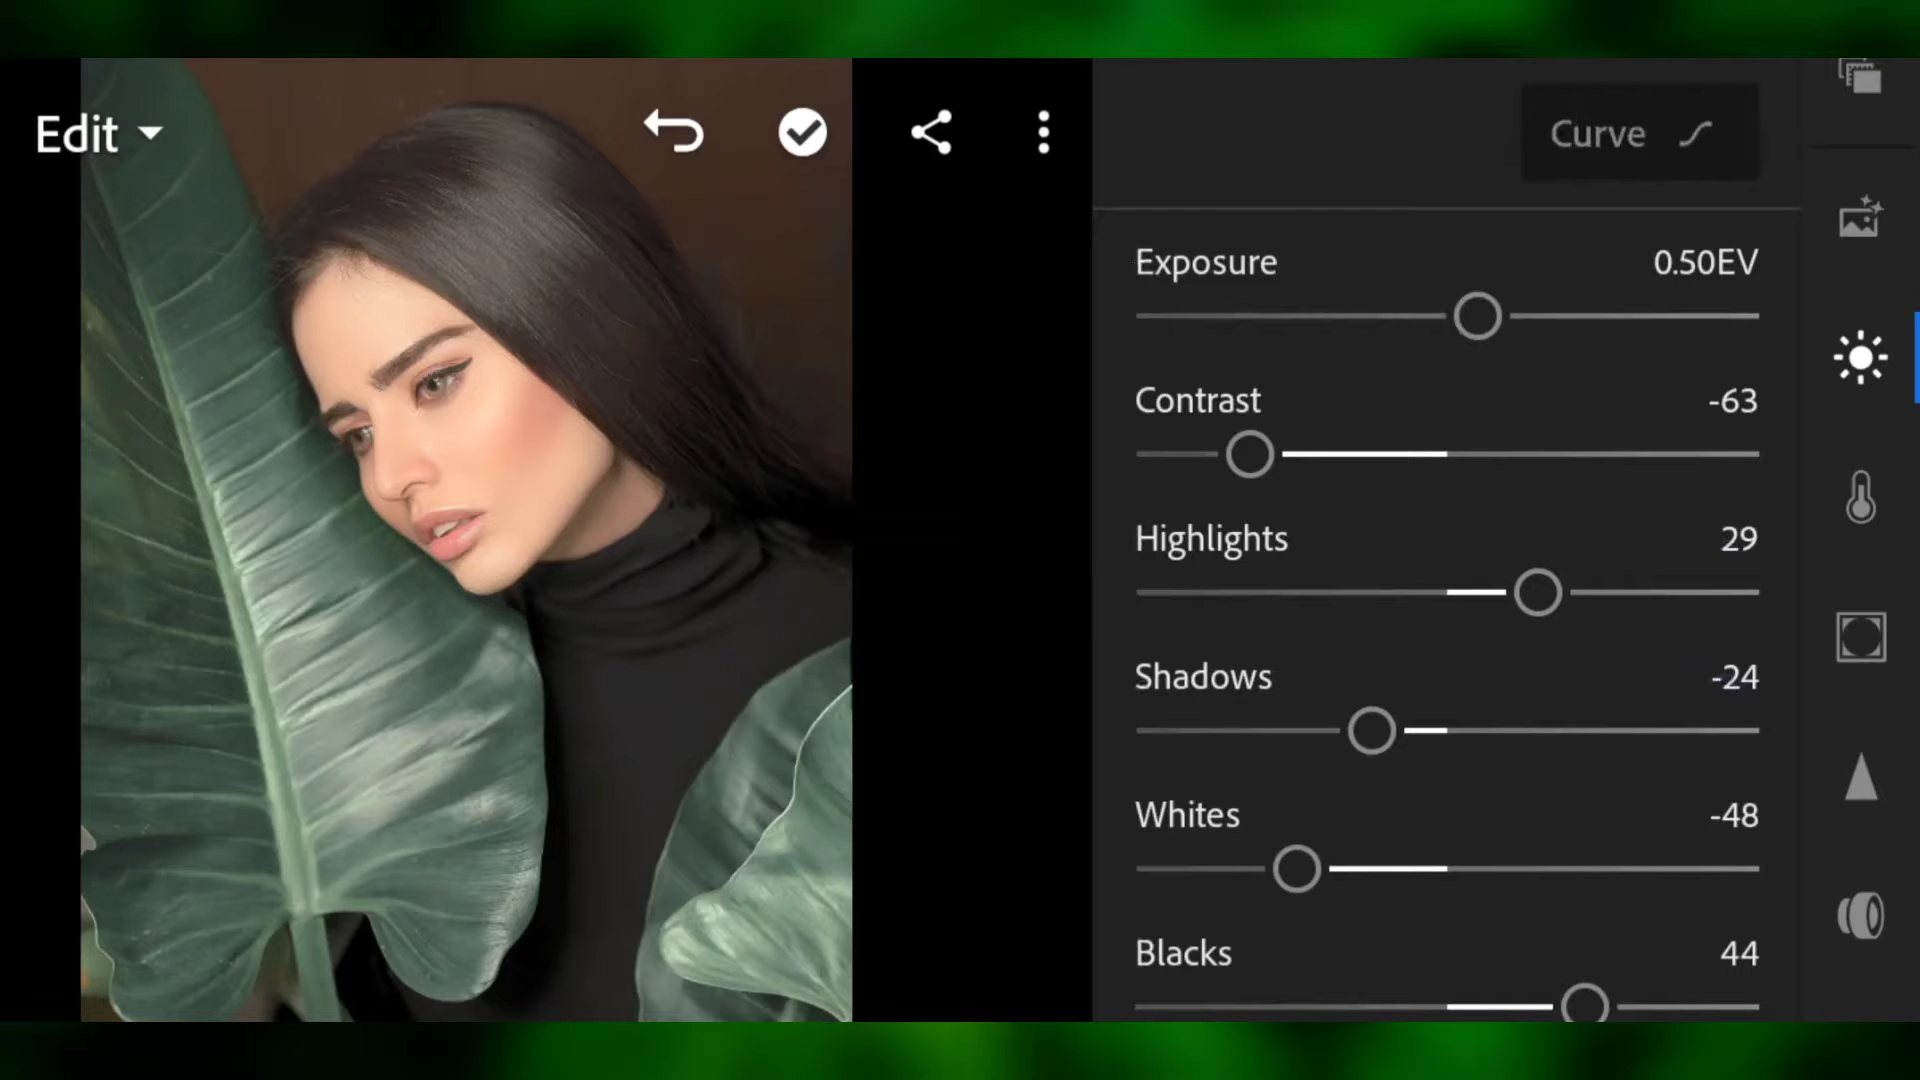 Edit
Curve
Exposure 0.50EV
Contrast -63
Highlights 29
Shadows -24
Whites -48
Blacks 44